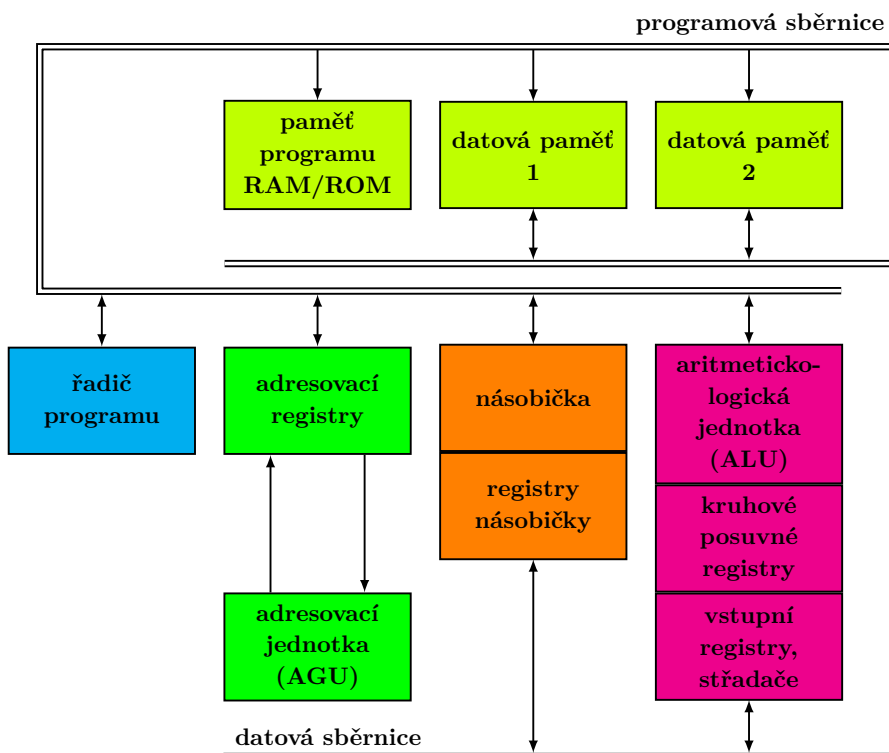 programová sběrnice
paměť
programu
RAM/ROM
datová paměť
1
datová paměť
2
řadič
programu
adresovací
registry
násobička
registry
násobičky
aritmeticko-
logická
jednotka
(ALU)
kruhové
posuvné
registry
adresovací
jednotka
(AGU)
vstupní
registry,
střadače
datová sběrnice